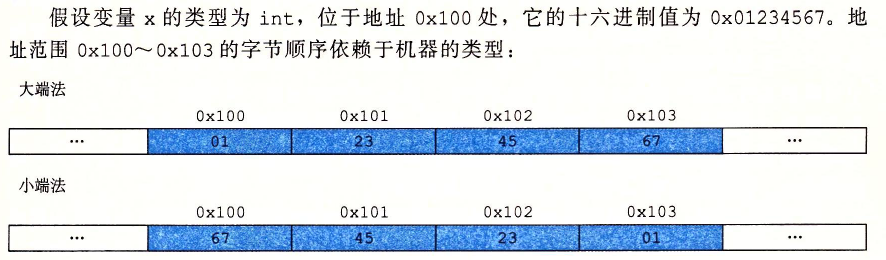 假设变量 x 的类型为 int，位于地址 0x100 处，它的十六进制值为 0x01234567。地
址范围 0x100～0x103 的字节顺序依赖于机器的类型：
大端法
0x100 0x101 0x102 0x103
… 01 23 45 67 …
小端法
0x100 0x101 0x102 0x103
… 67 45 23 01 …